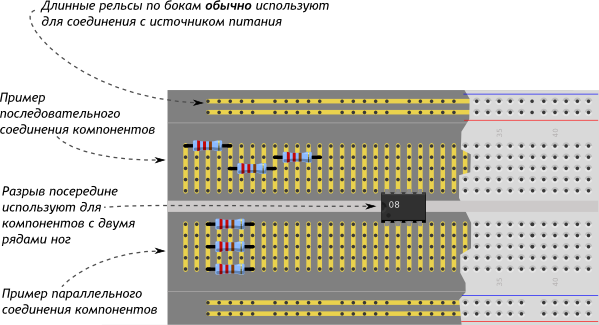 Длинные рельсы по бокам обычно используют
для соединения с источником питания
Пример
последовательного
соединения компонентов
Разрыв посередине
используют для
компонентов с двумя
рядами ног
Пример параллельного
соединения компонентов
08
35
40
35
40